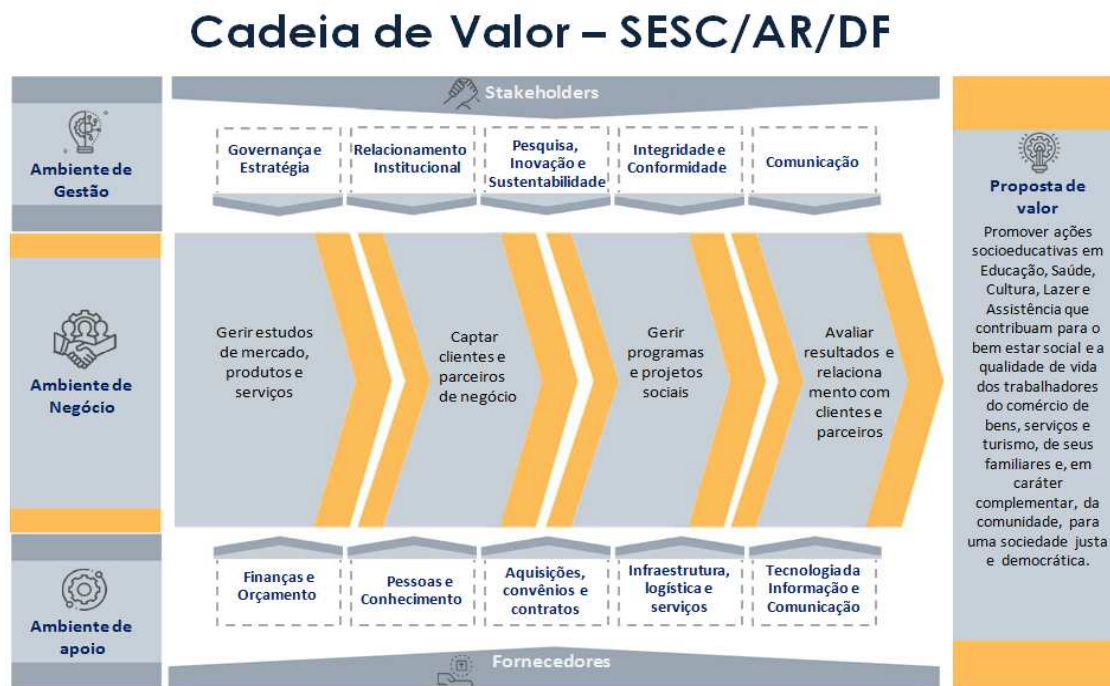 Cadeia de Valor – SESC/AR/DF
Stakeholders
Ambiente de
Gestão
Governança e
Estratégia
Relacionamento
Institucional
Pesquisa,
Inovação e
Sustentabilidade
Integridade e
Conformidade
Comunicação
Ambiente de
Negócio
Gerir estudos
de mercado,
produtos e
serviços
Captar
clientes e
parceiros
de negócio
Gerir
programas
e projetos
sociais
Avaliar
resultados e
relaciona
mento com
clientes e
parceiros
Ambiente de
apoio
Finanças e
Orçamento
Pessoas e
Conhecimento
Aquisições,
convênios e
contratos
Infraestrutura,
logística e
serviços
Tecnologia da
Informação e
Comunicação
Fornecedores
Proposta de
valor
Promover ações
socioeducativas em
Educação, Saúde,
Cultura, Lazer e
Assistência que
contribuam para o
bem estar social e a
qualidade de vida
dos trabalhadores
do comércio de
bens, serviços e
turismo, de seus
familiares e, em
caráter
complementar, da
comunidade, para
uma sociedade justa
e democrática.